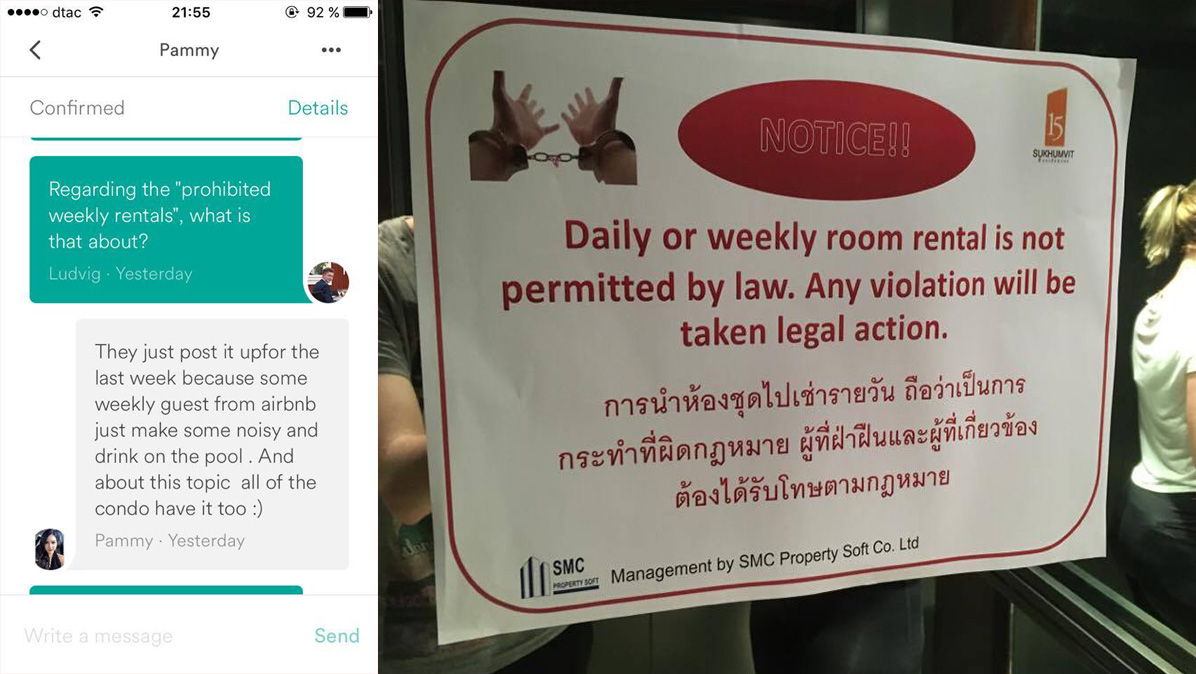 dtac
21:55
92 %
Pammy
Confirmed
Details
Regarding the "prohibited
weekly rentals", what is
that about?
Ludvig · Yesterday
They just post it upfor the
last week because some
weekly guest from airbnb
just make some noisy and
drink on the pool . And
about this topic  all of the
condo have it too :)
Pammy · Yesterday
Write a message
Send
NOTICE!!
15
SUKHUMVIT
Residences
Daily or weekly room rental is not
permitted by law. Any violation will be
taken legal action.
การนำห้องชุดไปเช่ารายวัน ถือว่าเป็นการ
กระทำที่ผิดกฎหมาย ผู้ที่ฝ่าฝืนและผู้ที่เกี่ยวข้อง
ต้องได้รับโทษตามกฎหมาย
SMC
PROPERTY SOFT
Management by SMC Property Soft Co. Ltd